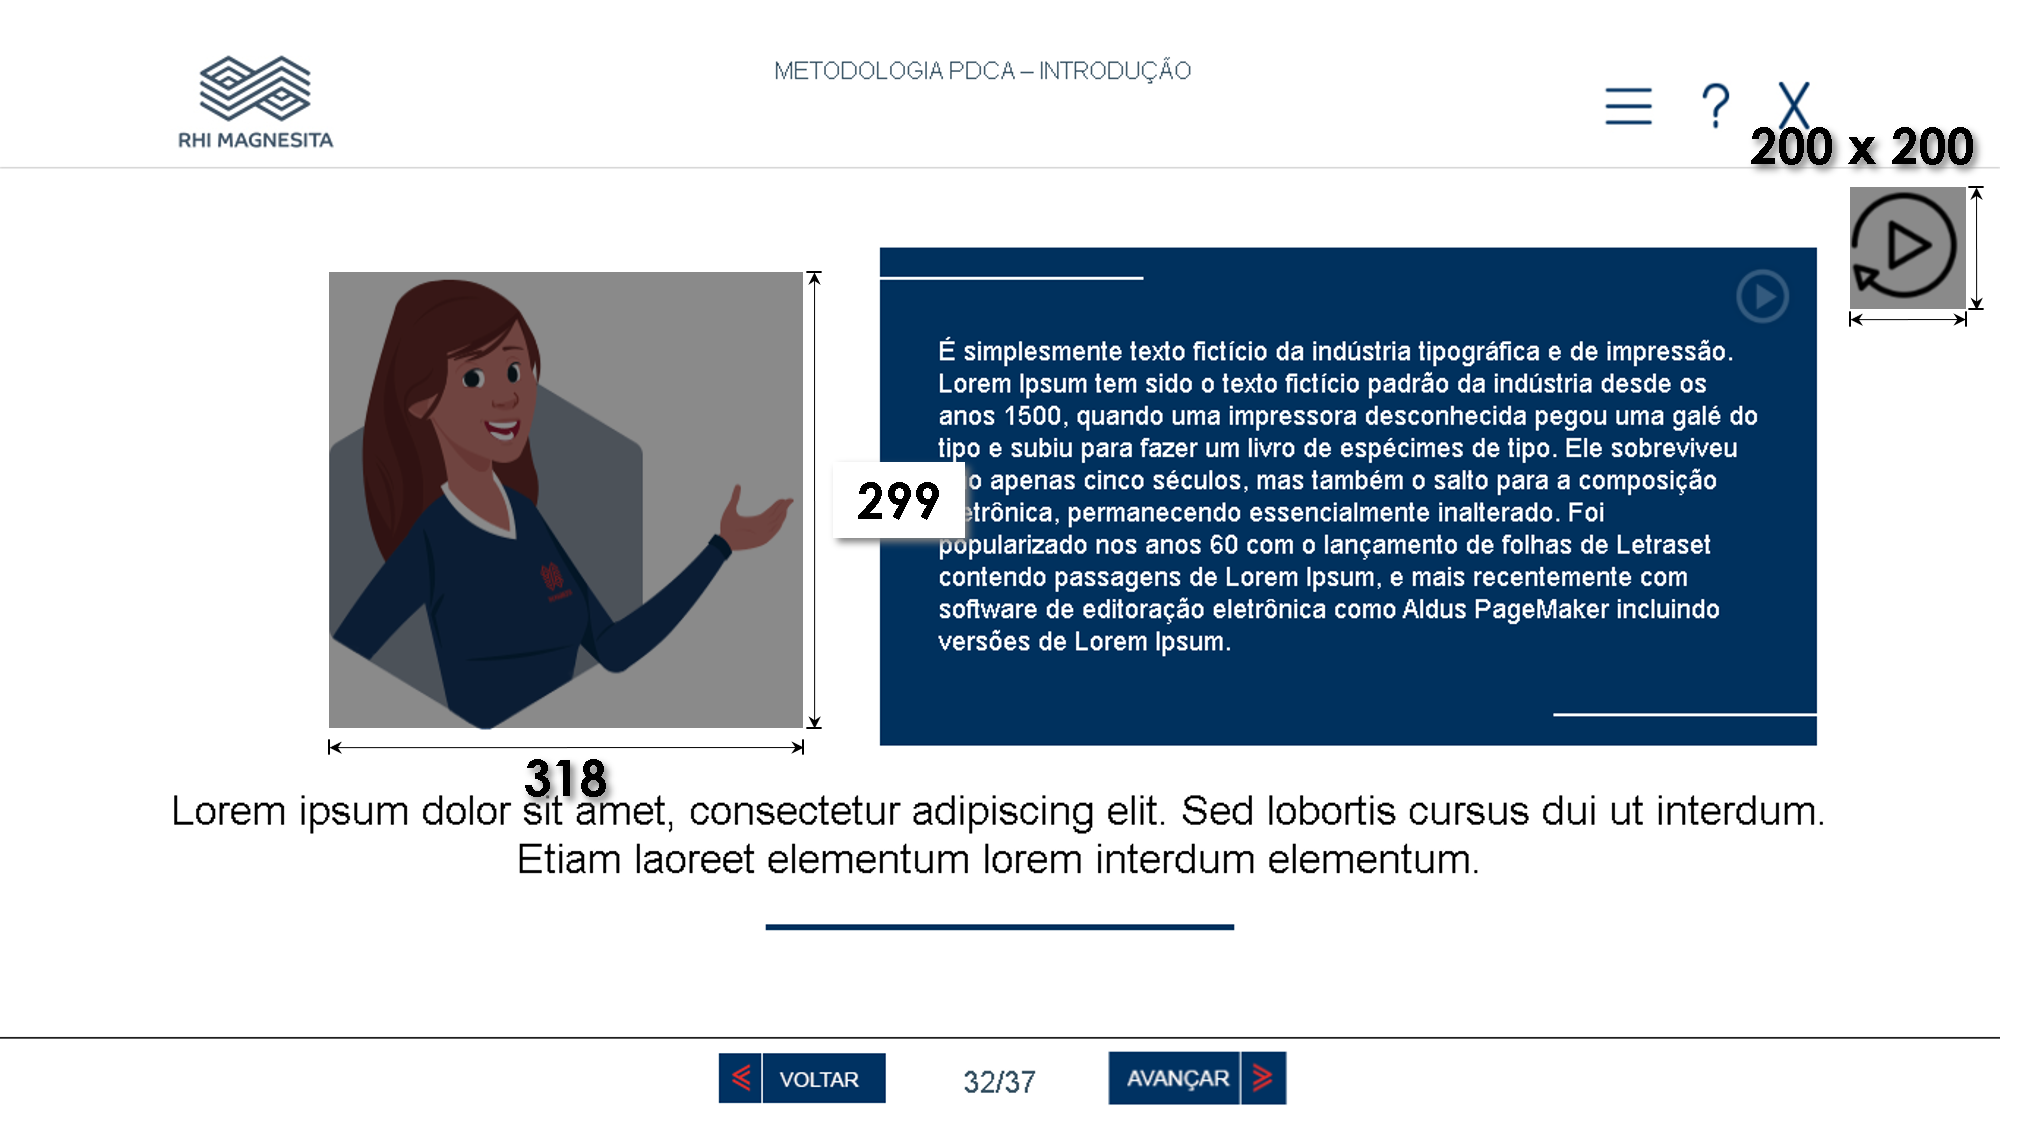 METODOLOGIA PDCA – INTRODUÇÃO
RHI MAGNESITA
200 x 200
É simplesmente texto fictício da indústria tipográfica e de impressão.
Lorem Ipsum tem sido o texto fictício padrão da indústria desde os
anos 1500, quando uma impressora desconhecida pegou uma galé do
tipo e subiu para fazer um livro de espécimes de tipo. Ele sobreviveu
o apenas cinco séculos, mas também o salto para a composição
etrônica, permanecendo essencialmente inalterado. Foi
popularizado nos anos 60 com o lançamento de folhas de Letraset
contendo passagens de Lorem Ipsum, e mais recentemente com
software de editoração eletrônica como Aldus PageMaker incluindo
versões de Lorem Ipsum.
299
318
Lorem ipsum dolor sit amet, consectetur adipiscing elit. Sed lobortis cursus dui ut interdum.
Etiam laoreet elementum lorem interdum elementum.
VOLTAR
32/37
AVANÇAR